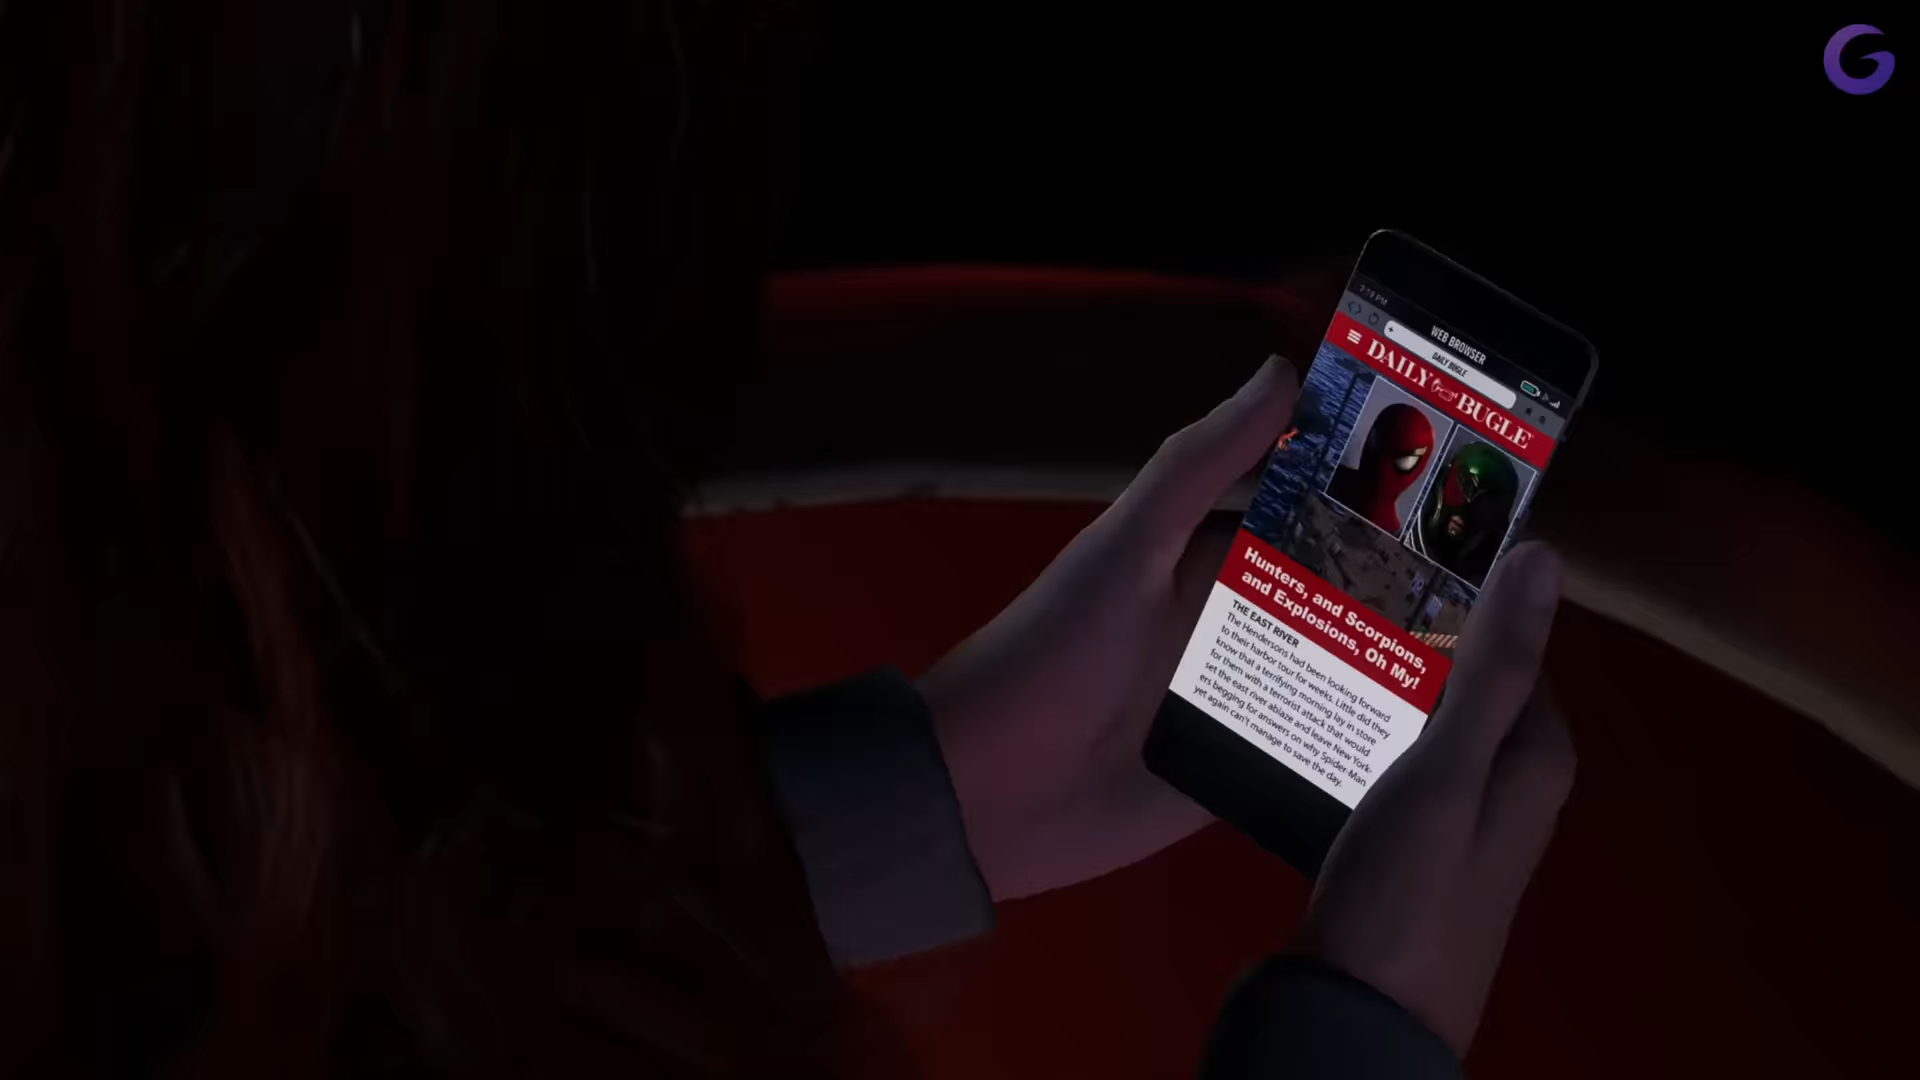 7:19 PM
WEB BROWSER
DAILY BUGLE
DAILY BUGLE
Hunters, and Scorpions,
and Explosions, Oh My!
THE EAST RIVER
The Hendersons had been looking forward
to their harbor tour for weeks. Little did they
know that a terrifying morning lay in store
for them with a terrorist attack that would
set the east river ablaze and leave New York-
ers begging for answers on why Spider-Man
yet again can't manage to save the day.